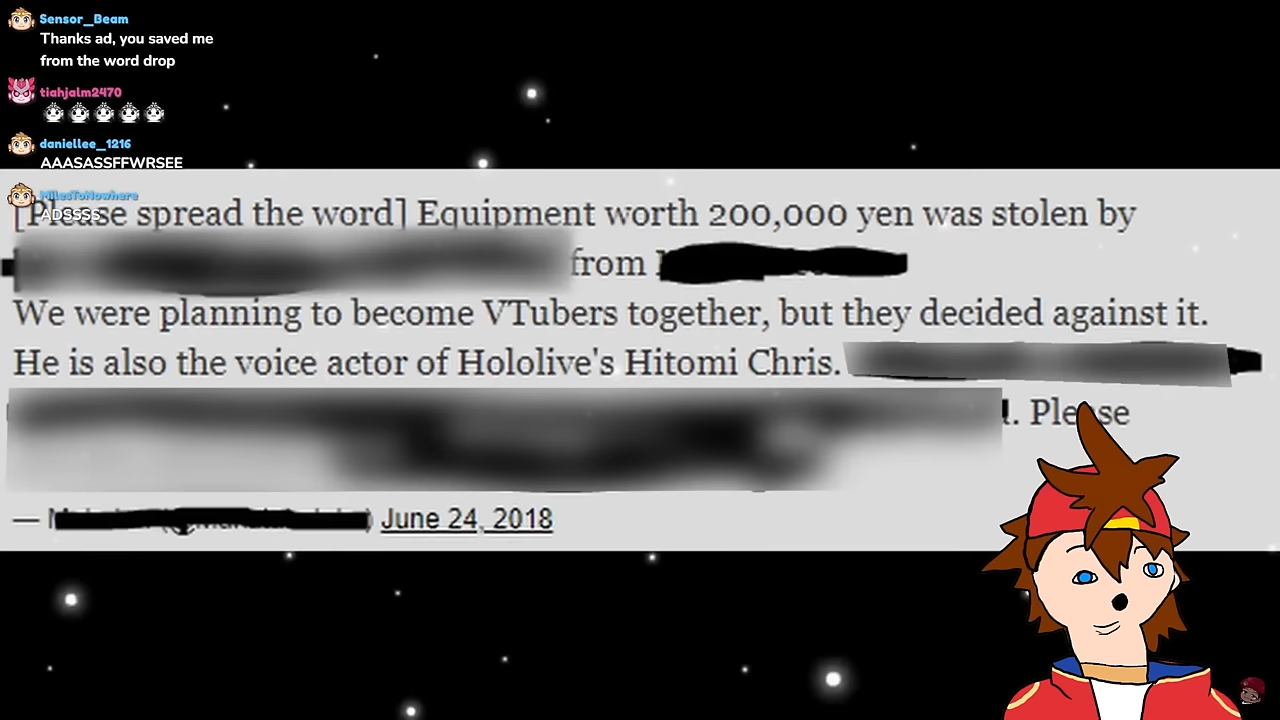 Sensor_Beam
Thanks ad, you saved me
from the word drop
tiahjalm2470
daniellee_1216
AAASASSFFWRSEE
MilesToNowhere
ADSSSS
[Please spread the word] Equipment worth 200,000 yen was stolen by
from
We were planning to become VTubers together, but they decided against it.
He is also the voice actor of Hololive's Hitomi Chris.
Please
— June 24, 2018